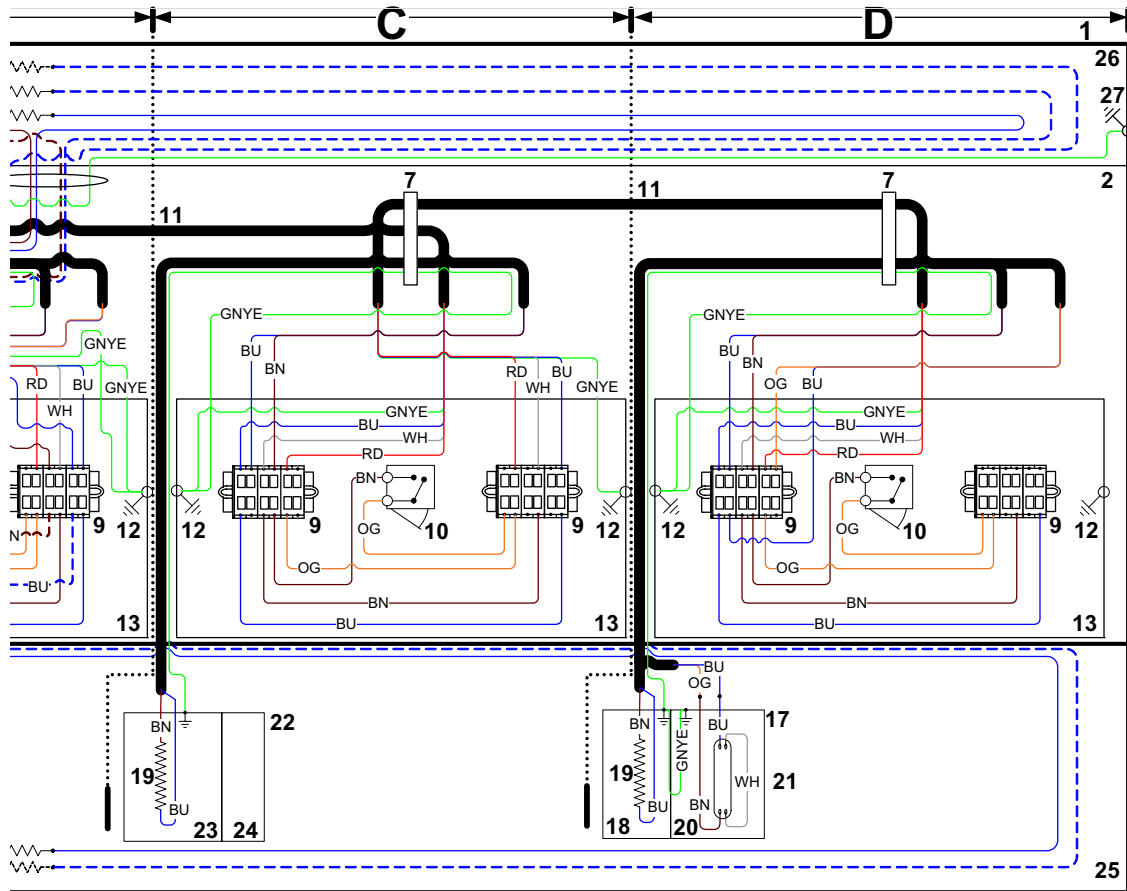 C D
1
26
27
7 7 2
11 11
GNYE GNYE
GNYE BU BN RD WH BU GNYE BU BN OG BU
RD WH BU GNYE
GNYE GNYE
BU BU
WH WH
RD RD
BN BN
9 12 12 9 OG 10 9 12 12 9 OG 10 9 12
N
OG OG
BU
BN BN
BU BU
13 13 13
BU
OG
22 17
BN BN BU
GNYE
19 19 WH 21
BU BU BN
23 24 18 20
25